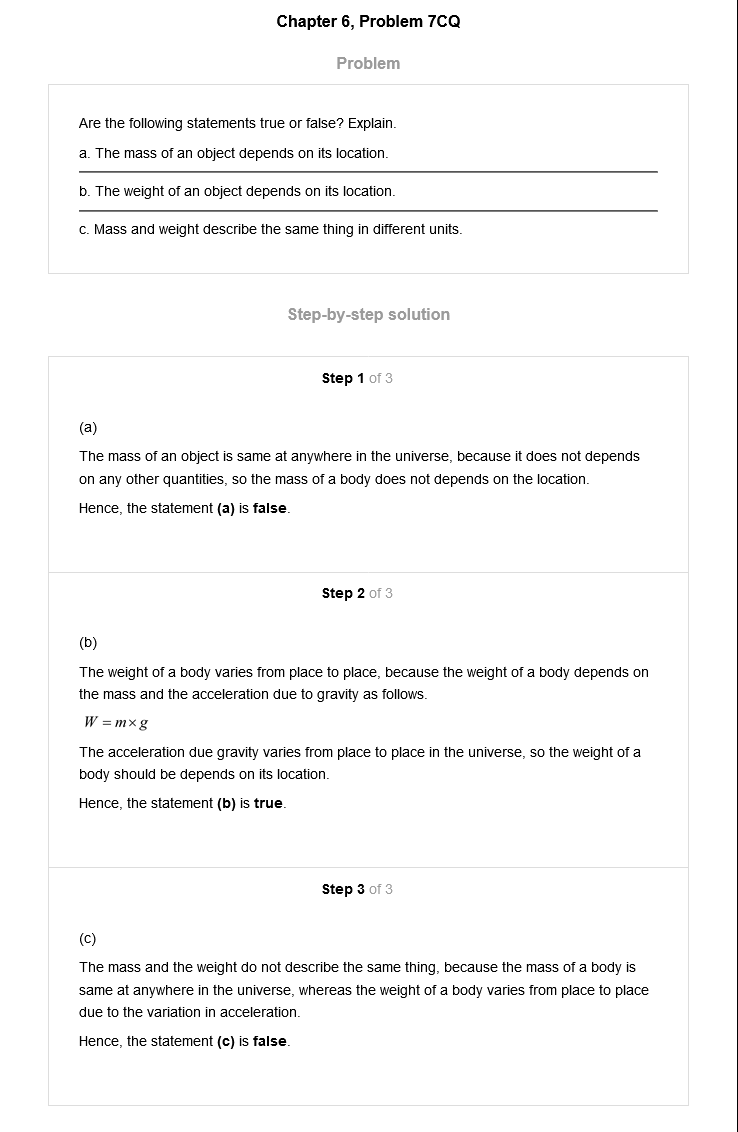 Chapter 6, Problem 7CQ
Problem
Are the following statements true or false? Explain.
a. The mass of an object depends on its location.
b. The weight of an object depends on its location.
c. Mass and weight describe the same thing in different units.
Step-by-step solution
Step 1 of 3
(a)
The mass of an object is same at anywhere in the universe, because it does not depends
on any other quantities, so the mass of a body does not depends on the location.
Hence, the statement (a) is false.
Step 2 of 3
(b)
The weight of a body varies from place to place, because the weight of a body depends on
the mass and the acceleration due to gravity as follows.
W = m × g
The acceleration due gravity varies from place to place in the universe, so the weight of a
body should be depends on its location.
Hence, the statement (b) is true.
Step 3 of 3
(c)
The mass and the weight do not describe the same thing, because the mass of a body is
same at anywhere in the universe, whereas the weight of a body varies from place to place
due to the variation in acceleration.
Hence, the statement (c) is false.